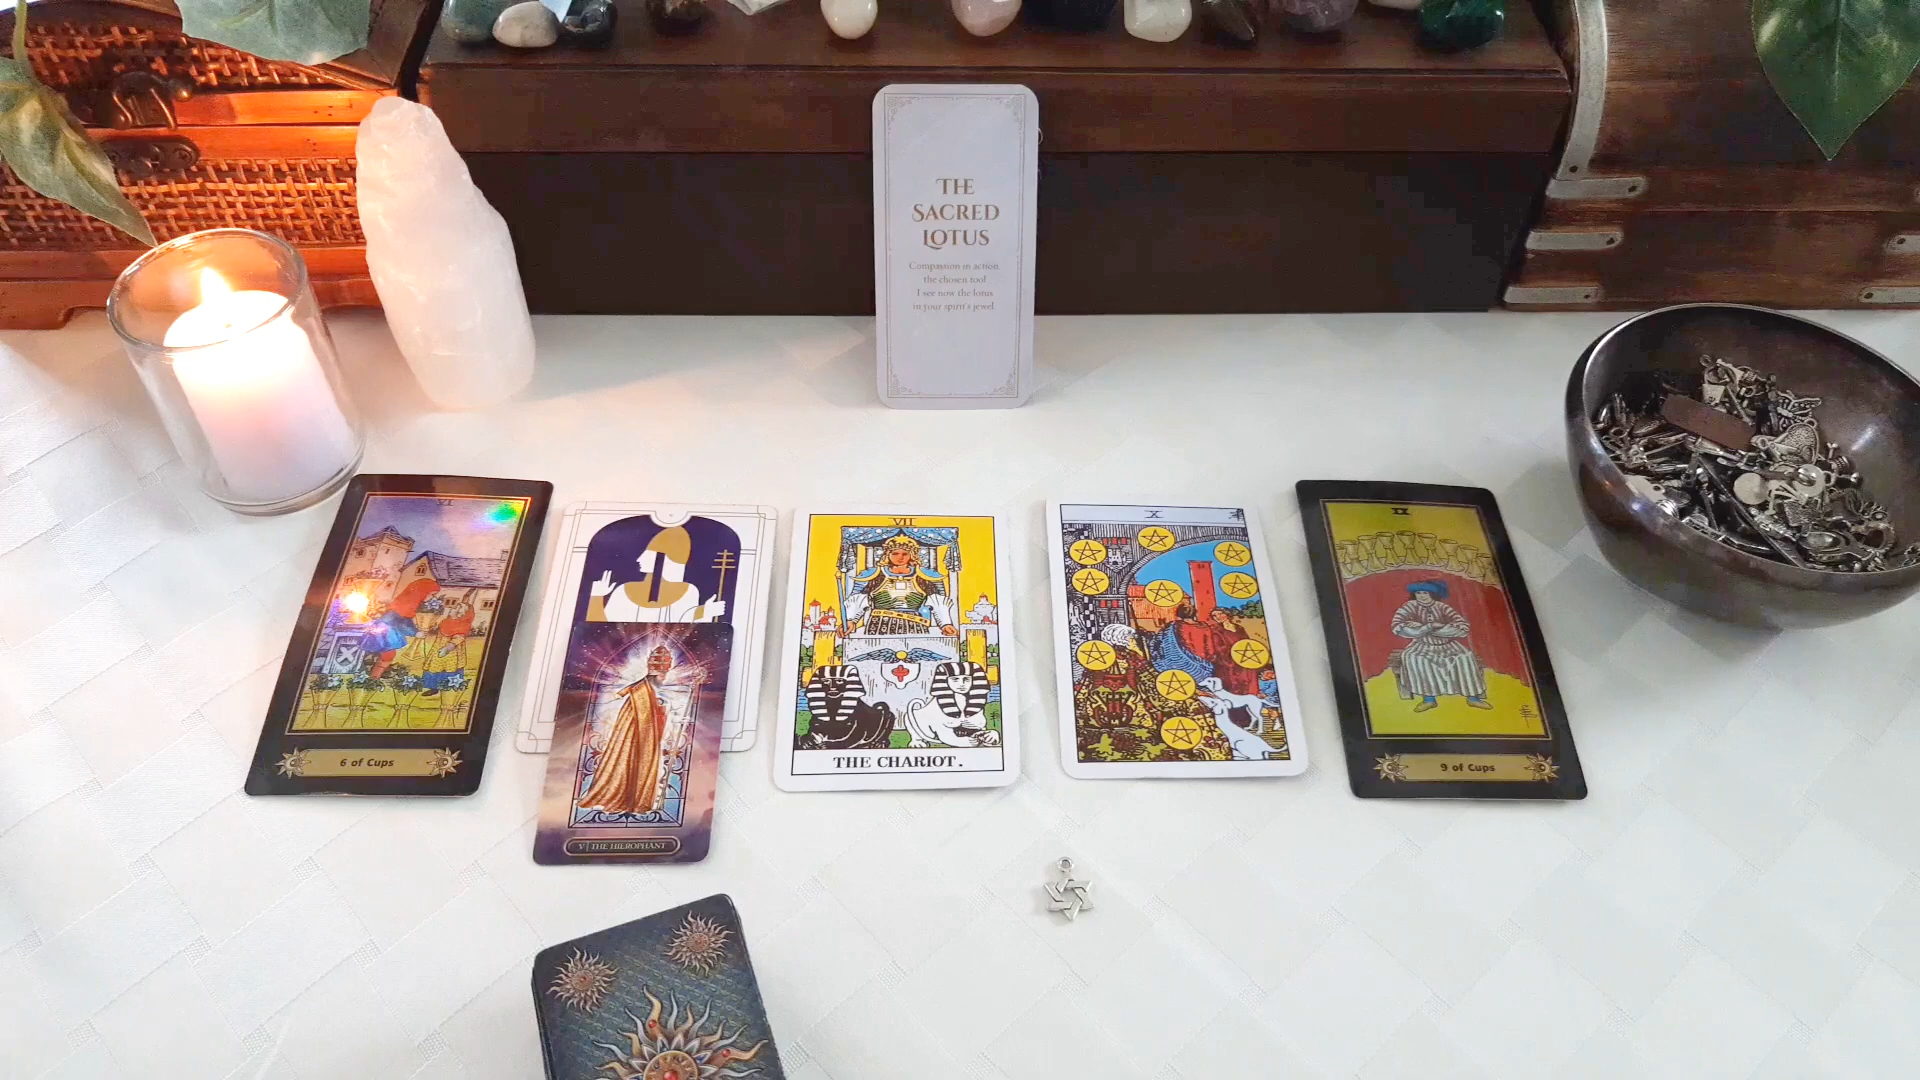 THE
SACRED
LOTUS
Compassion in action
the chosen tool
I see now the lotus
in your spirit's jewel.
VI
6 of Cups
V | THE HIEROPHANT
VII
THE CHARIOT.
X
IX
9 of Cups